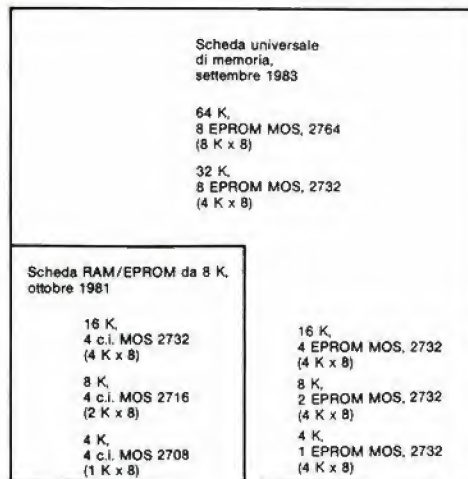 Scheda universale
di memoria,
settembre 1983
64 K,
8 EPROM MOS, 2764
(8 K x 8)
32 K,
8 EPROM MOS, 2732
(4 K x 8)
Scheda RAM/EPROM da 8 K,
ottobre 1981
16 K,
4 c.i. MOS 2732
(4 K x 8)
8 K,
4 c.i. MOS 2716
(2 K x 8)
4 K,
4 c.i. MOS 2708
(1 K x 8)
16 K,
4 EPROM MOS, 2732
(4 K x 8)
8 K,
2 EPROM MOS, 2732
(4 K x 8)
4 K,
1 EPROM MOS, 2732
(4 K x 8)